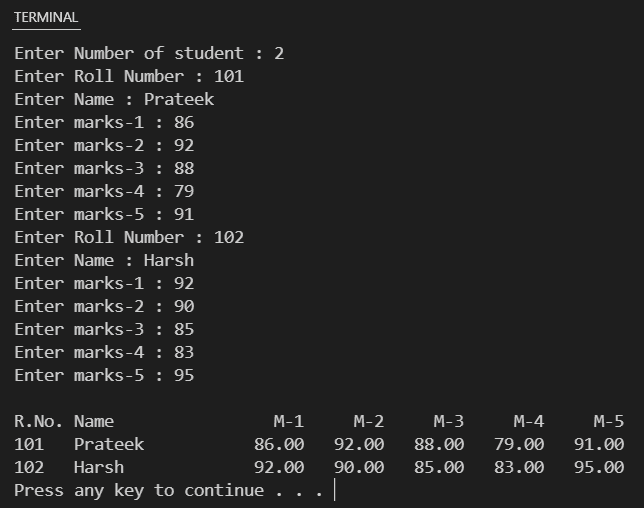 TERMINAL
Enter Number of student : 2
Enter Roll Number : 101
Enter Name : Prateek
Enter marks-1 : 86
Enter marks-2 : 92
Enter marks-3 : 88
Enter marks-4 : 79
Enter marks-5 : 91
Enter Roll Number : 102
Enter Name : Harsh
Enter marks-1 : 92
Enter marks-2 : 90
Enter marks-3 : 85
Enter marks-4 : 83
Enter marks-5 : 95
R.No. Name                M-1     M-2     M-3     M-4     M-5
101   Prateek           86.00   92.00   88.00   79.00   91.00
102   Harsh             92.00   90.00   85.00   83.00   95.00
Press any key to continue . . .